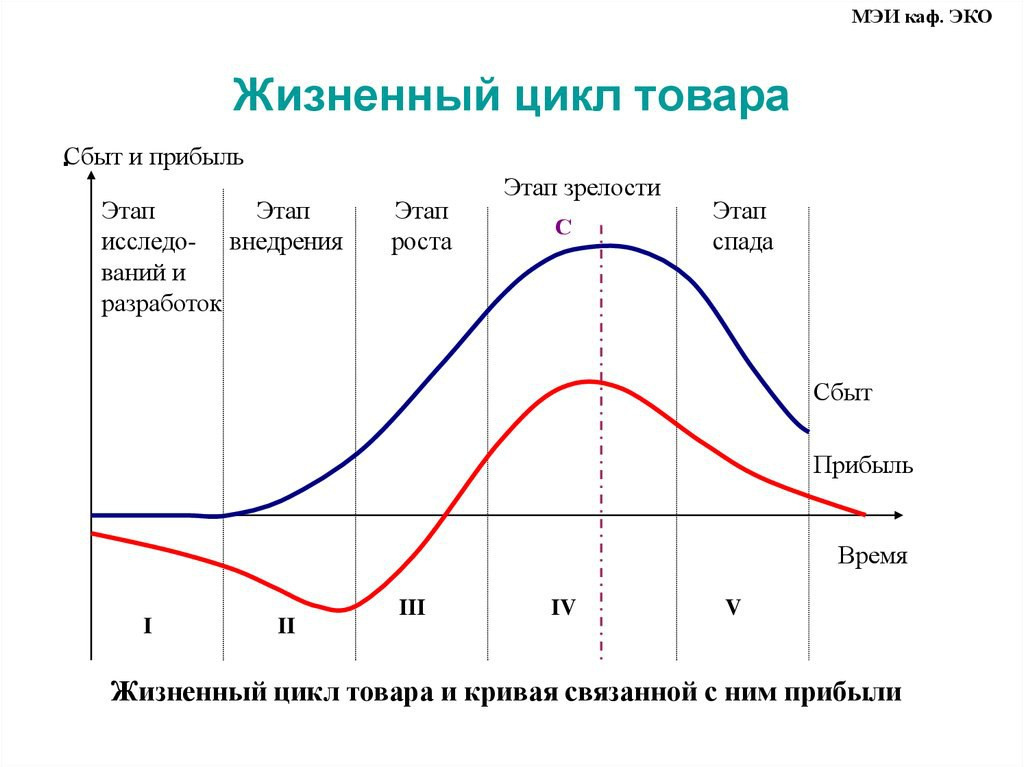 МЭИ каф. ЭКО
Жизненный цикл товара
.Сбыт и прибыль
Этап
исследо-
ваний и
разработок
Этап
внедрения
Этап
роста
Этап зрелости
С
Этап
спада
Сбыт
Прибыль
Время
I
II
III
IV
V
Жизненный цикл товара и кривая связанной с ним прибыли